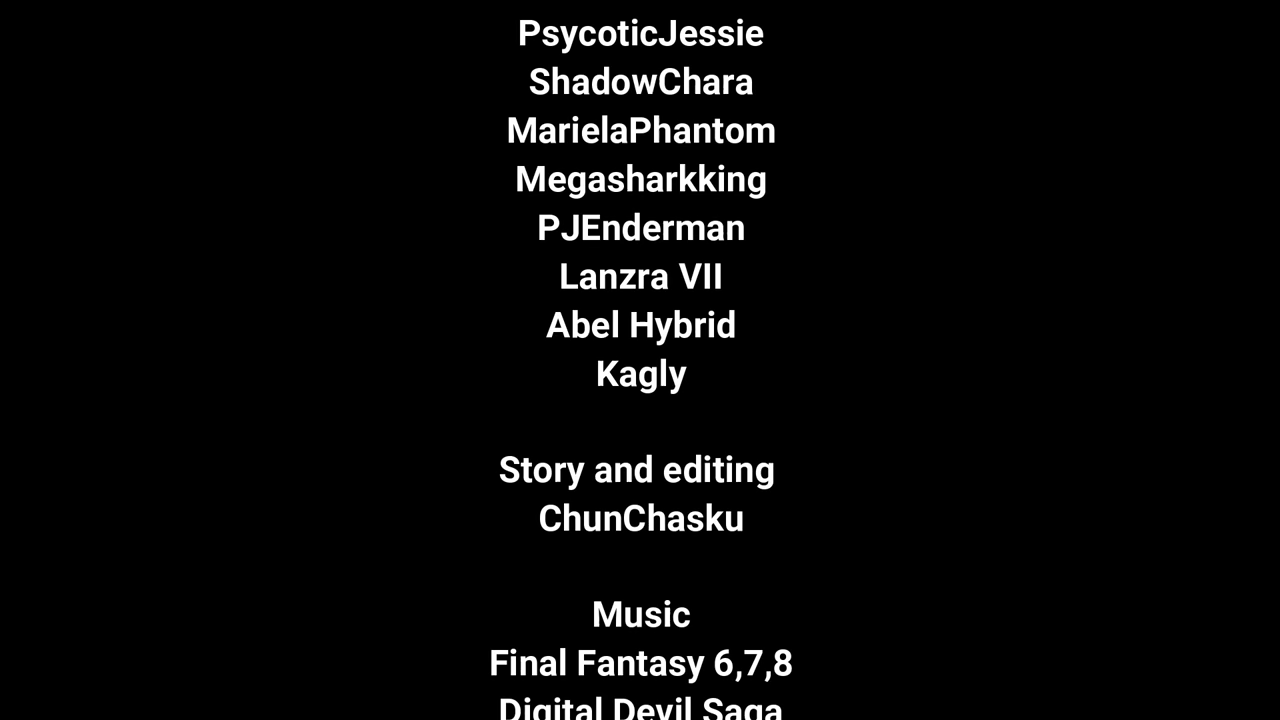 PsycoticJessie
ShadowChara
MarielaPhantom
Megasharkking
PJEnderman
Lanzra VII
Abel Hybrid
Kagly
Story and editing
ChunChasku
Music
Final Fantasy 6,7,8
Digital Devil Saga